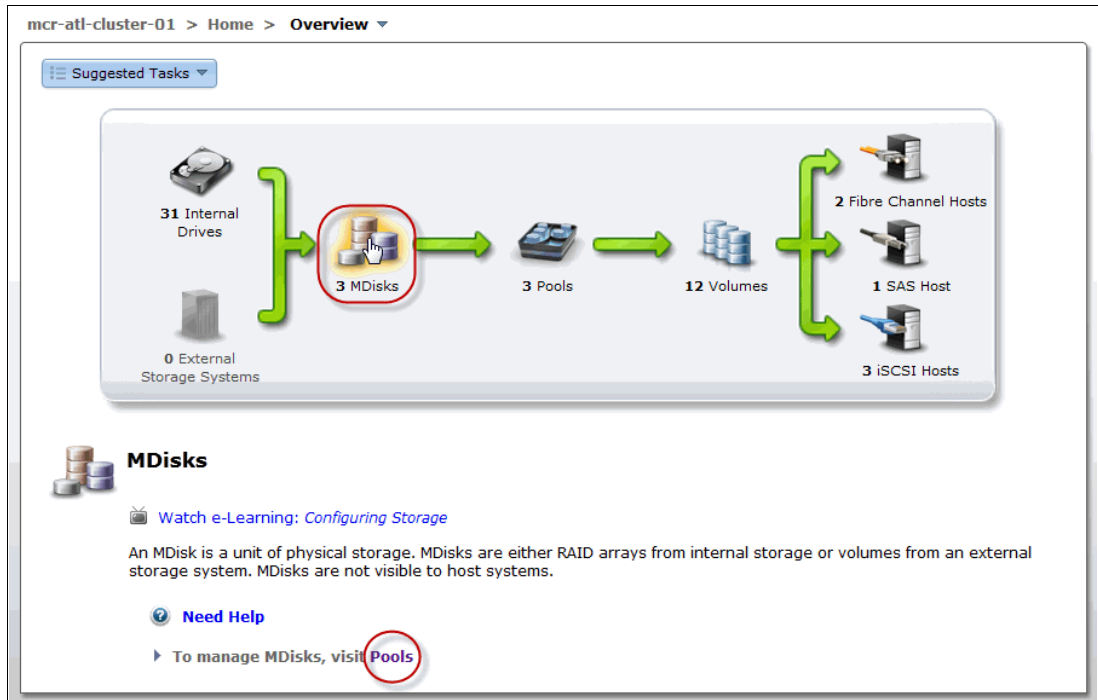 mcr-atl-cluster-01 > Home > Overview
Suggested Tasks
31 Internal
Drives
0 External
Storage Systems
3 MDisks
3 Pools
12 Volumes
2 Fibre Channel Hosts
1 SAS Host
3 iSCSI Hosts
MDisks
Watch e-Learning: Configuring Storage
An MDisk is a unit of physical storage. MDisks are either RAID arrays from internal storage or volumes from an external
storage system. MDisks are not visible to host systems.
Need Help
To manage MDisks, visit Pools